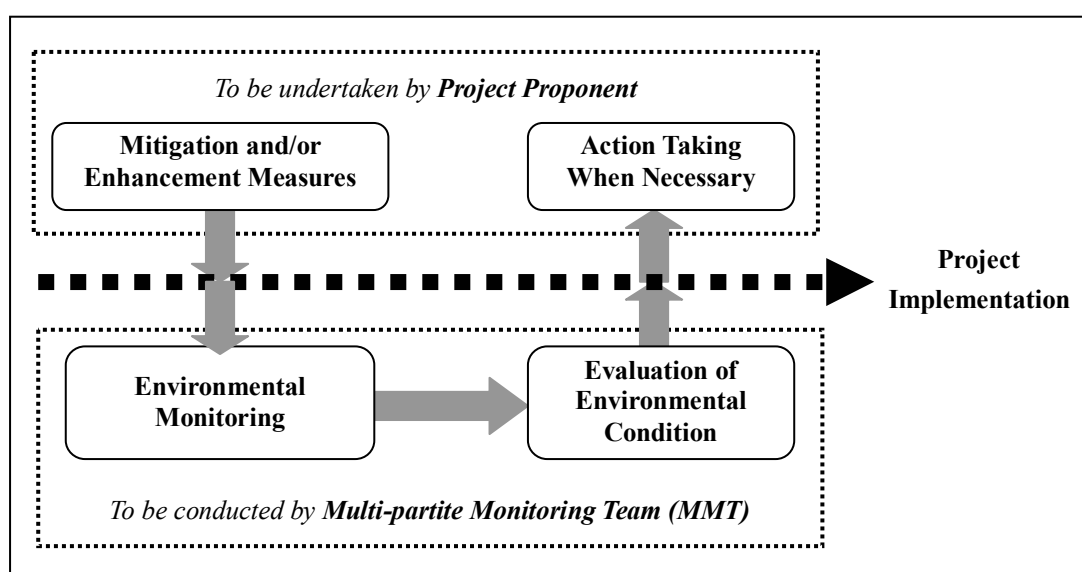 To be undertaken by Project Proponent
Mitigation and/or
Enhancement Measures
Action Taking
When Necessary
Project
Implementation
Environmental
Monitoring
Evaluation of
Environmental
Condition
To be conducted by Multi-partite Monitoring Team (MMT)